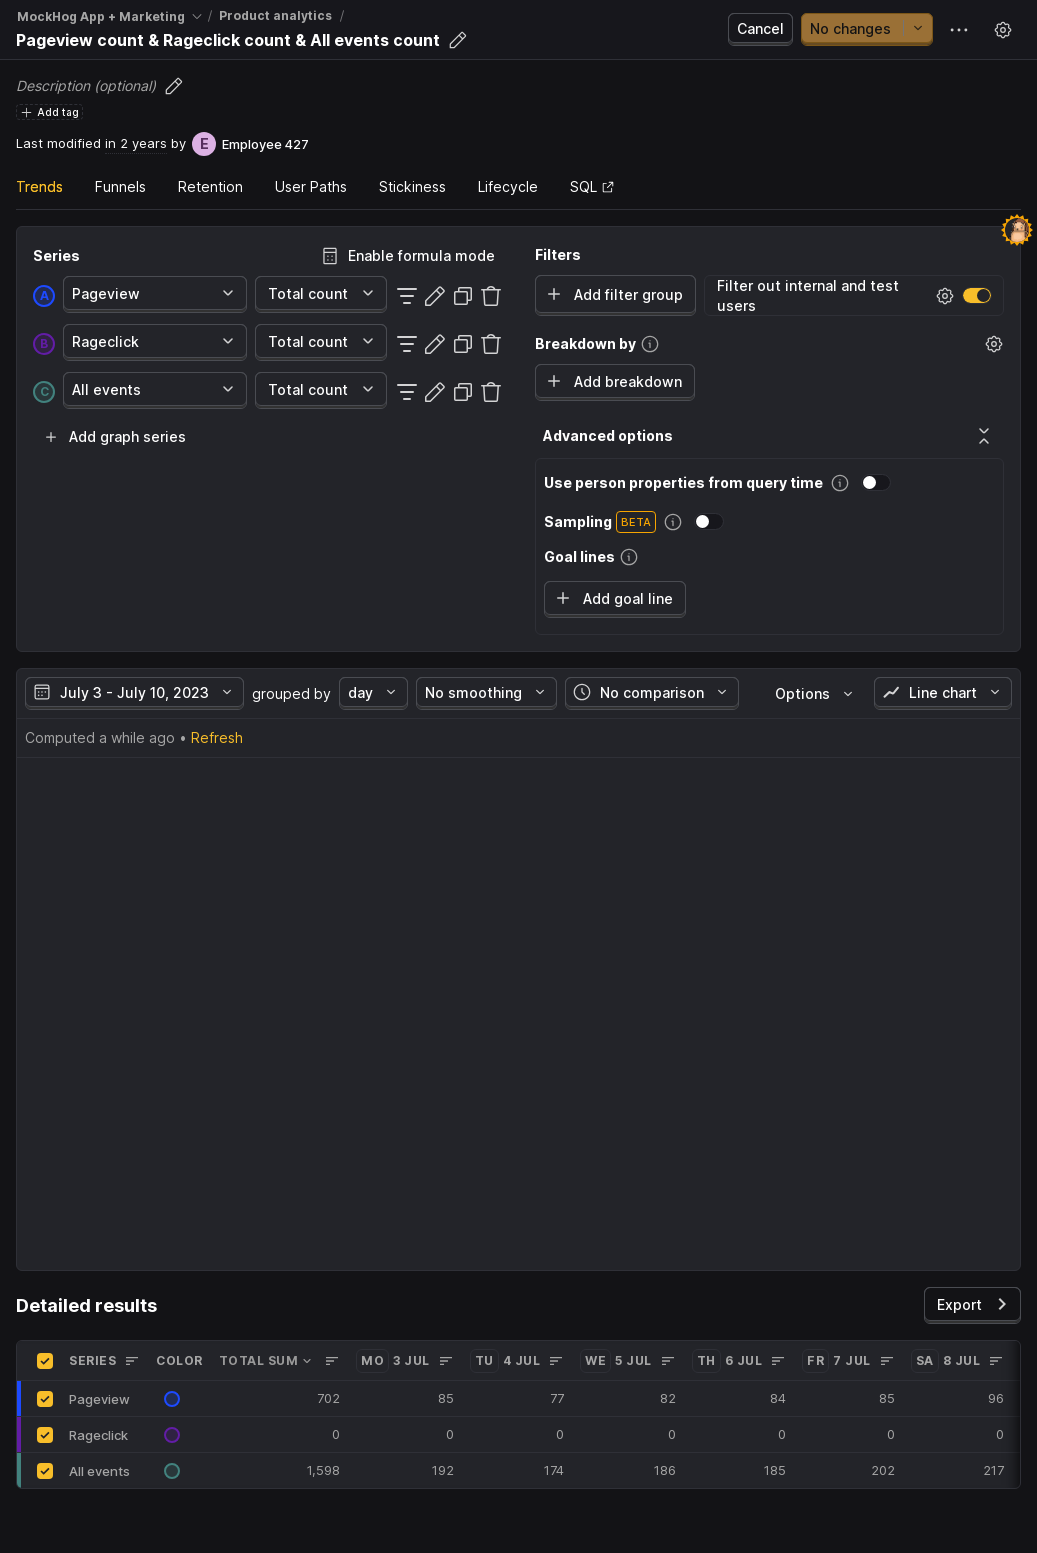 MockHog App + Marketing / Product analytics /
Pageview count & Rageclick count & All events count
Cancel
No changes
Description (optional)
Add tag
Last modified in 2 years by E Employee 427
Trends Funnels Retention User Paths Stickiness Lifecycle SQL
Series
Enable formula mode
A Pageview Total count
B Rageclick Total count
C All events Total count
Add graph series
Filters
Add filter group
Filter out internal and test
users
Breakdown by
Add breakdown
Advanced options
Use person properties from query time
Sampling BETA
Goal lines
Add goal line
July 3 - July 10, 2023 grouped by day No smoothing No comparison Options Line chart
Computed a while ago • Refresh
Detailed results
Export
SERIES COLOR TOTAL SUM MO 3 JUL TU 4 JUL WE 5 JUL TH 6 JUL FR 7 JUL SA 8 JUL
Pageview 702 85 77 82 84 85 96
Rageclick 0 0 0 0 0 0 0
All events 1,598 192 174 186 185 202 217